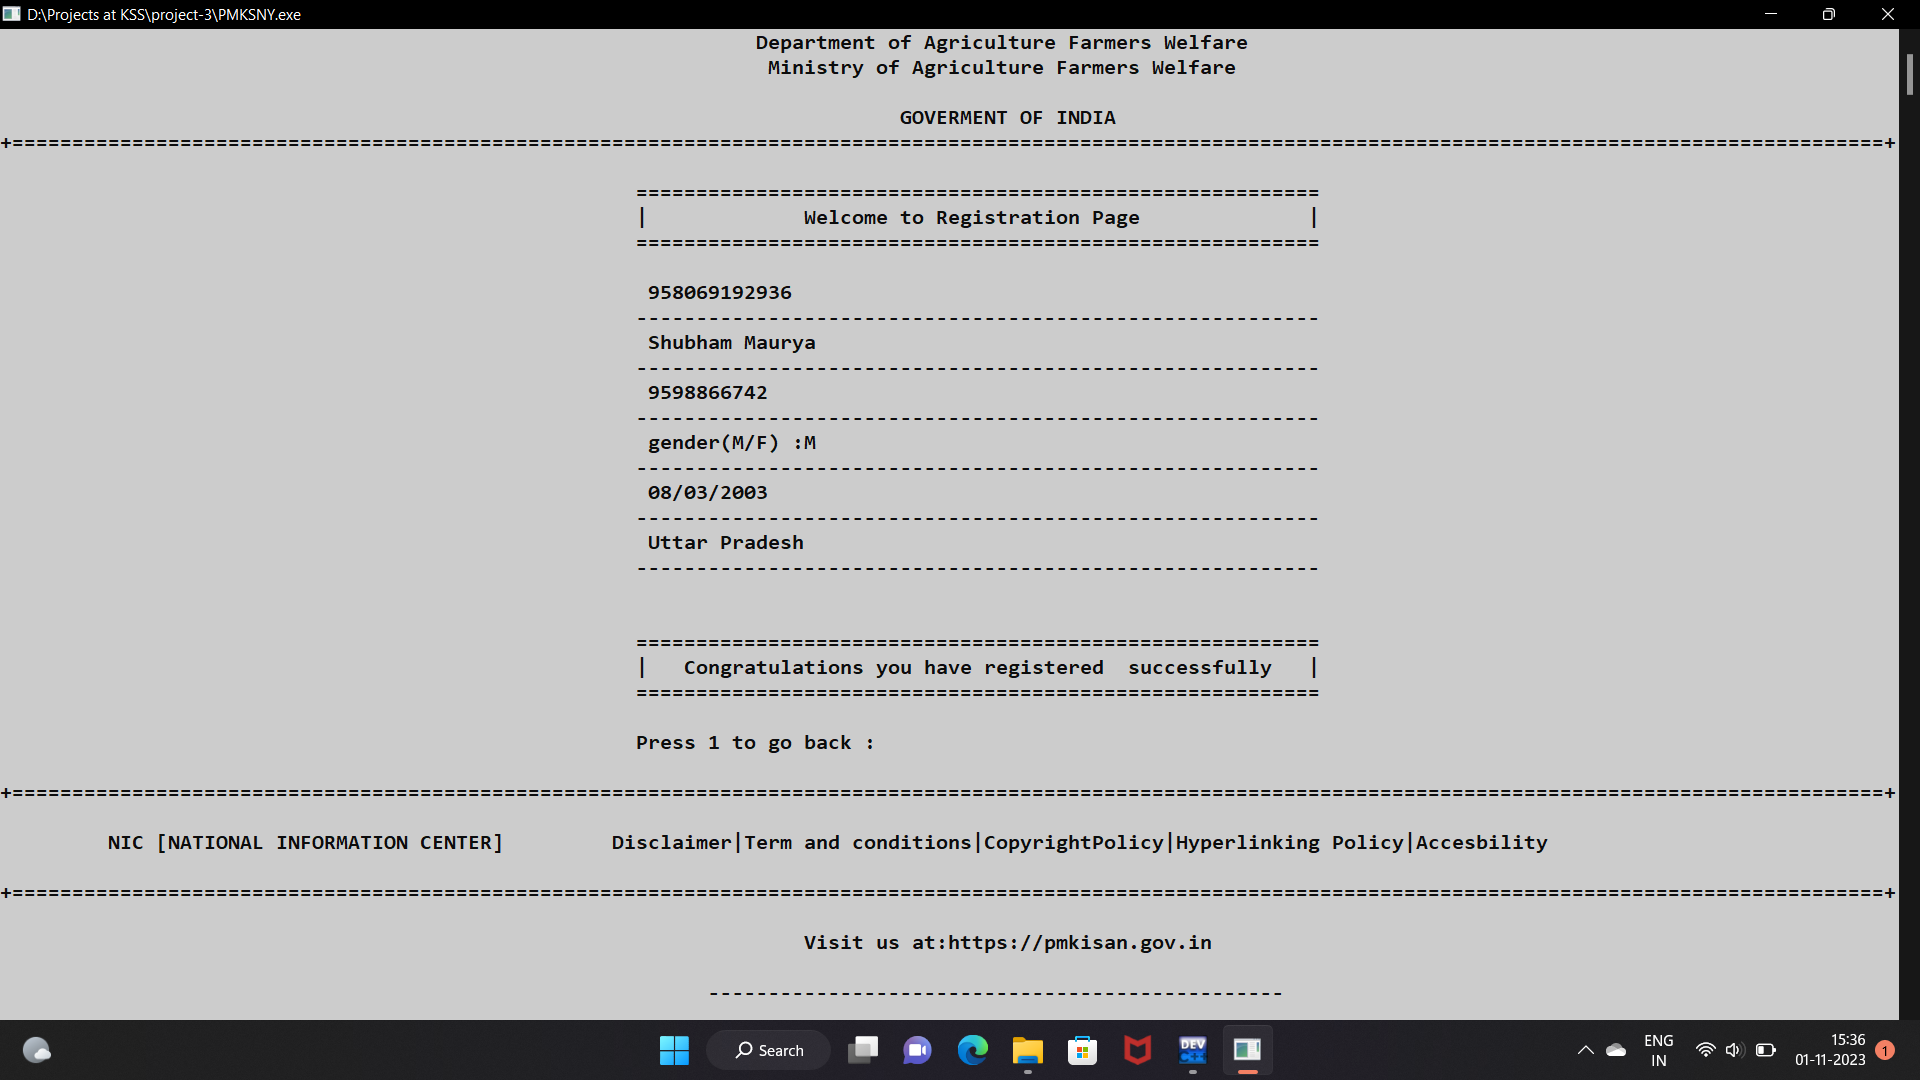 D:\Projects at KSS\project-3\PMKSNY.exe
Department of Agriculture Farmers Welfare
Ministry of Agriculture Farmers Welfare
GOVERMENT OF INDIA
+============================================================================================================================================================+
=========================================================
| Welcome to Registration Page |
=========================================================
958069192936
---------------------------------------------------------
Shubham Maurya
---------------------------------------------------------
9598866742
---------------------------------------------------------
gender(M/F) :M
---------------------------------------------------------
08/03/2003
---------------------------------------------------------
Uttar Pradesh
---------------------------------------------------------
=========================================================
| Congratulations you have registered  successfully |
=========================================================
Press 1 to go back :
+============================================================================================================================================================+
NIC [NATIONAL INFORMATION CENTER] Disclaimer|Term and conditions|CopyrightPolicy|Hyperlinking Policy|Accesbility
+============================================================================================================================================================+
Visit us at:https://pmkisan.gov.in
------------------------------------------------
Search
DEV
C++
ENG
IN
15:36
01-11-2023
1